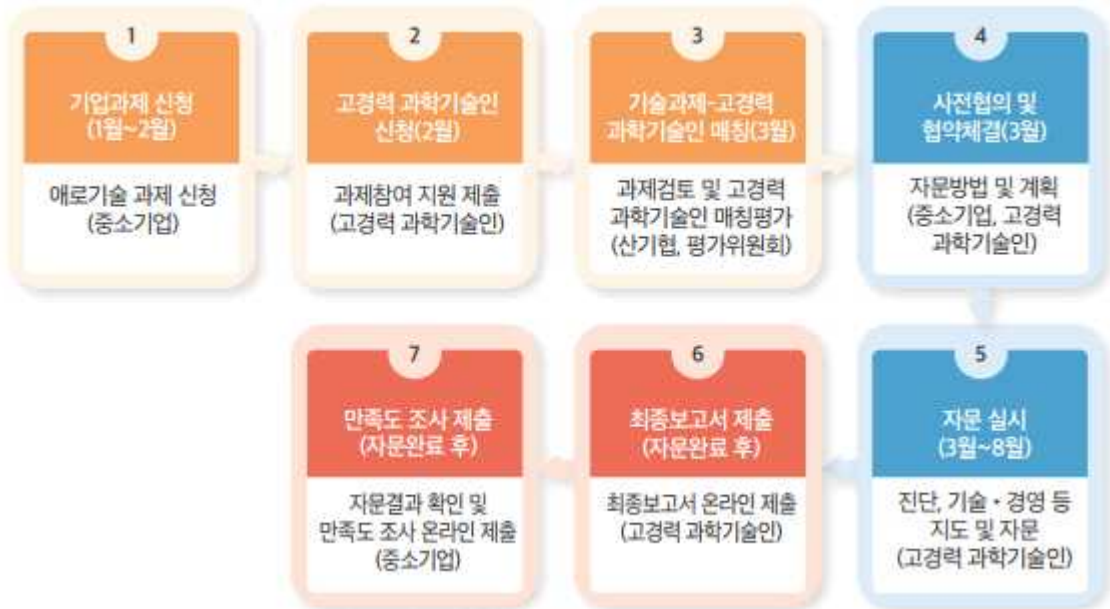 1
기업과제 신청
(1월~2월)
애로기술 과제 신청
(중소기업)
2
고경력 과학기술인
신청(2월)
과제참여 지원 제출
(고경력 과학기술인)
3
기술과제-고경력
과학기술인 매칭(3월)
과제검토 및 고경력
과학기술인 매칭평가
(산기협, 평가위원회)
4
사전협의 및
협약체결(3월)
자문방법 및 계획
(중소기업, 고경력
과학기술인)
5
자문 실시
(3월~8월)
진단, 기술・경영 등
지도 및 자문
(고경력 과학기술인)
6
최종보고서 제출
(자문완료 후)
최종보고서 온라인 제출
(고경력 과학기술인)
7
만족도 조사 제출
(자문완료 후)
자문결과 확인 및
만족도 조사 온라인 제출
(중소기업)